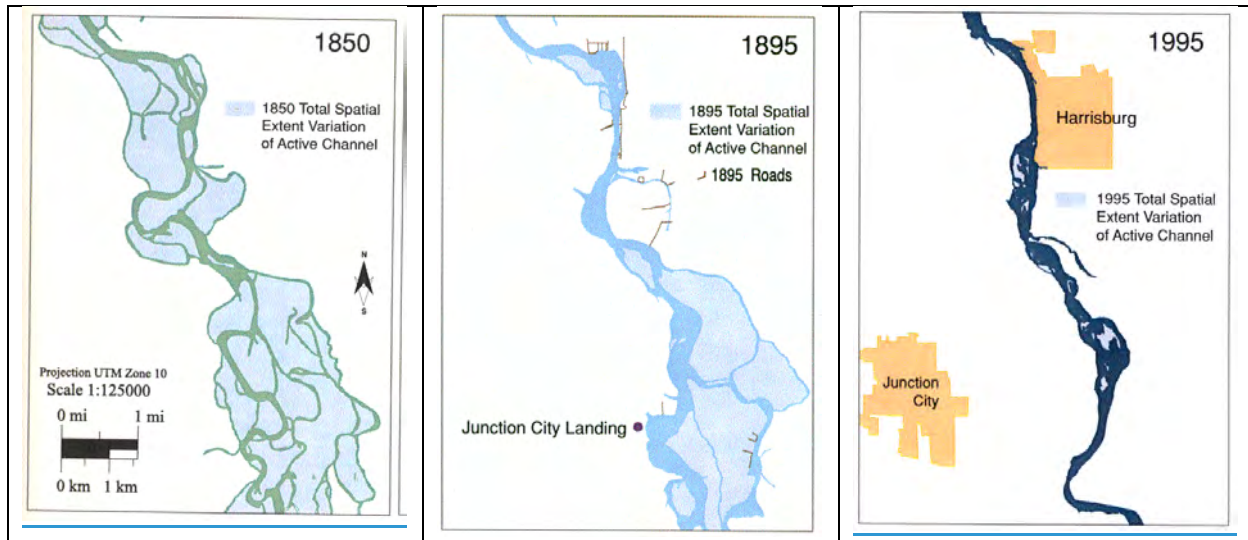 1850
1850 Total Spatial
Extent Variation
of Active Channel
N
S
Projection UTM Zone 10
Scale 1:125000
0 mi 1 mi
0 km 1 km
1895
1895 Total Spatial
Extent Variation
of Active Channel
1895 Roads
Junction City Landing
1995
Harrisburg
1995 Total Spatial
Extent Variation
of Active Channel
Junction
City